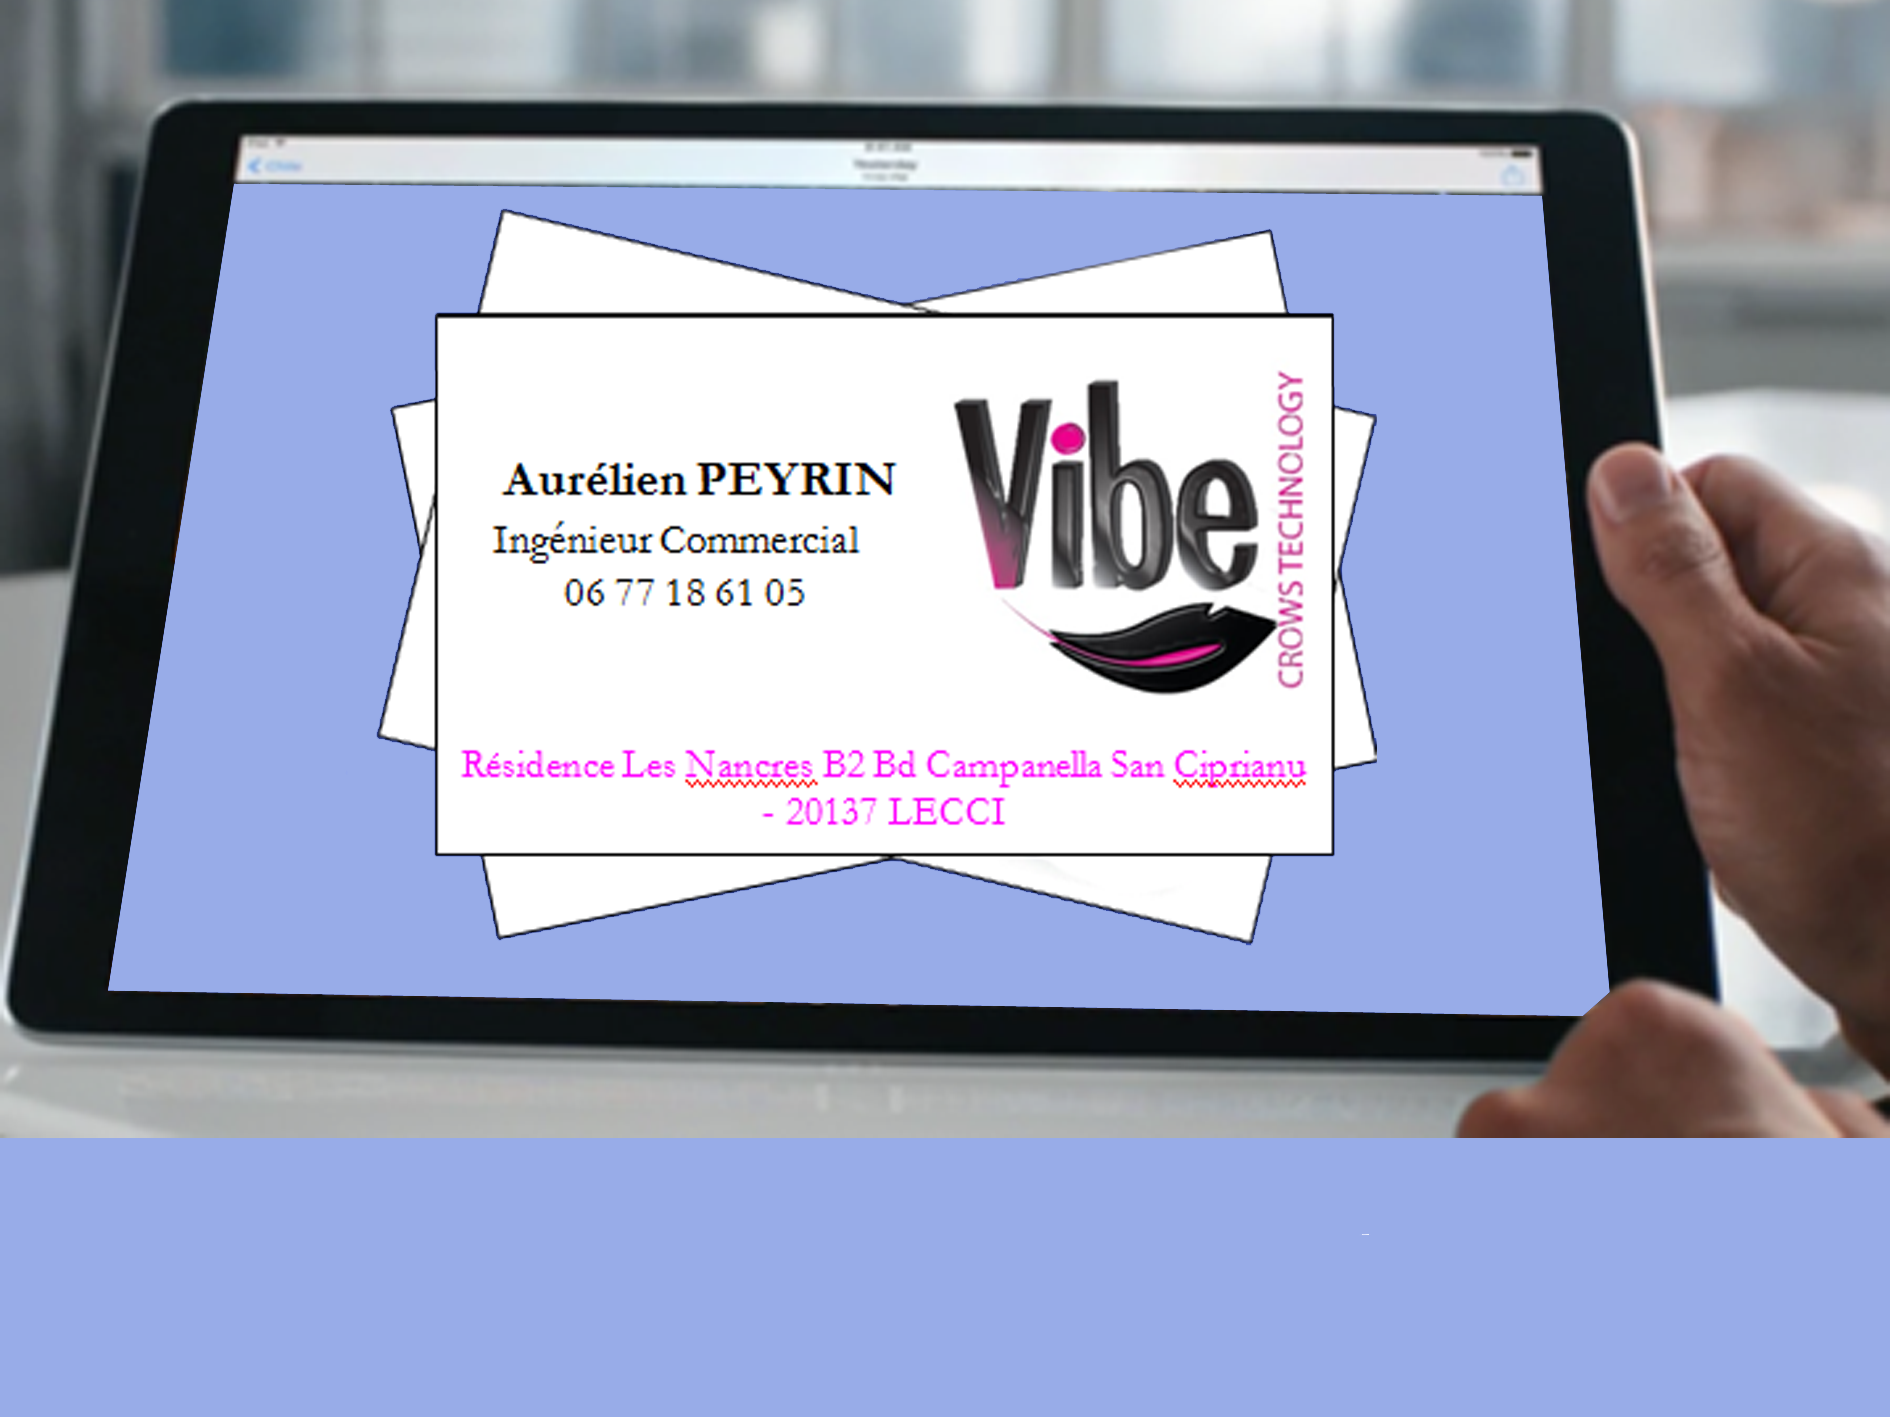 Yesterday
Aurélien PEYRIN
Ingénieur Commercial
06 77 18 61 05
Vibe
CROWS TECHNOLOGY
Résidence Les Nancres B2 Bd Campanella San Ciprianu
- 20137 LECCI